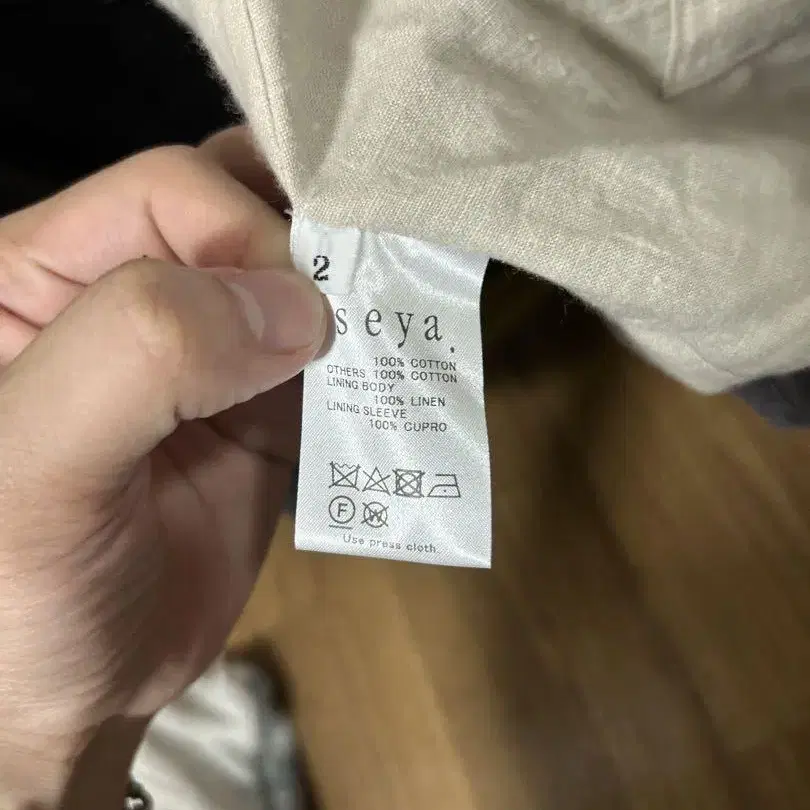 2
seya.
100% COTTON
OTHERS 100% COTTON
LINING BODY
100% LINEN
LINING SLEEVE
100% CUPRO
F W
Use press cloth